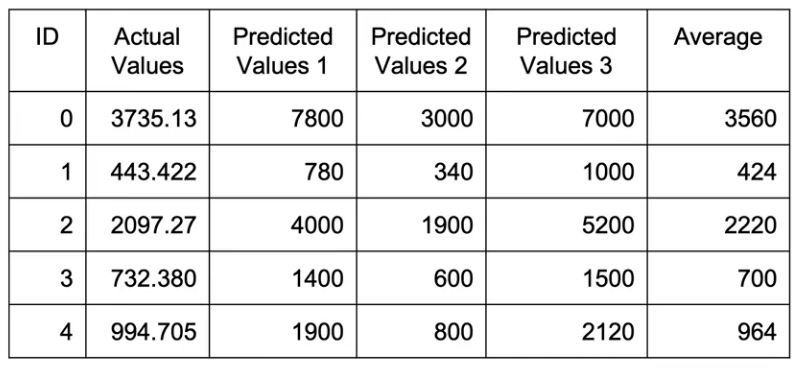 ID Actual Values Predicted Values 1 Predicted Values 2 Predicted Values 3 Average
0 3735.13 7800 3000 7000 3560
1 443.422 780 340 1000 424
2 2097.27 4000 1900 5200 2220
3 732.380 1400 600 1500 700
4 994.705 1900 800 2120 964